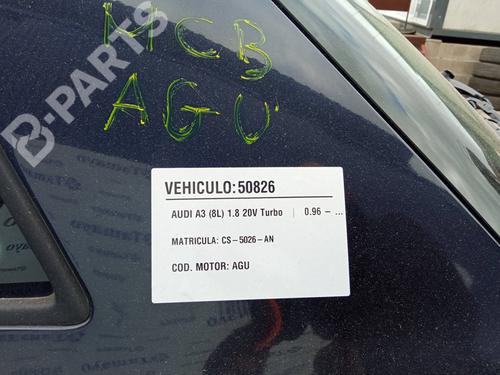 B-PARTS
MCB
AGU
VEHICULO:50826
AUDI A3 (8L) 1.8 20V Turbo | 0.96 - ...
MATRICULA: CS-5026-AN
COD. MOTOR: AGU